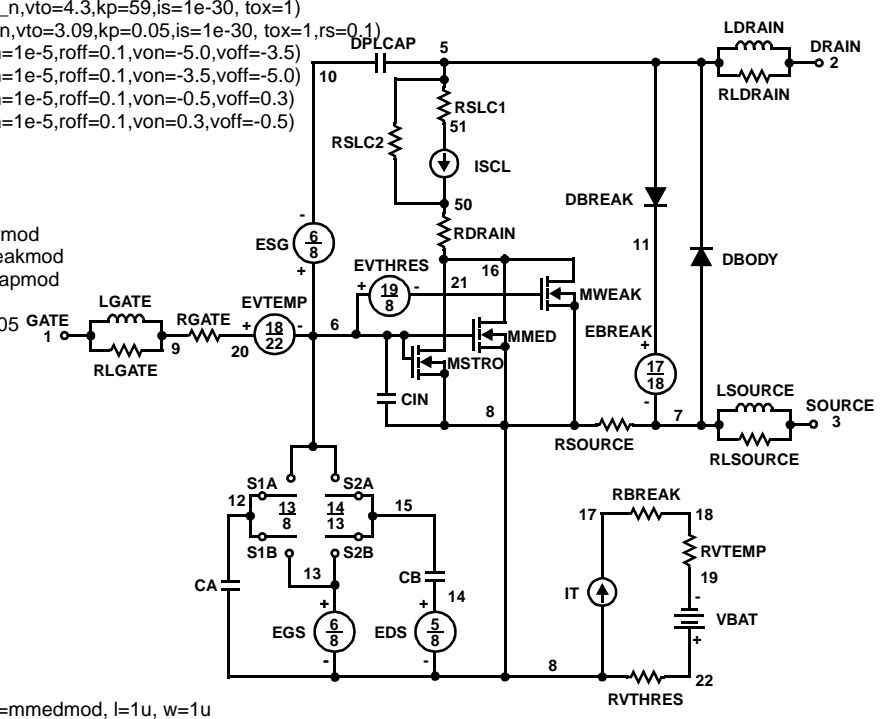 _n,vto=4.3,kp=59,is=1e-30, tox=1)
n,vto=3.09,kp=0.05,is=1e-30, tox=1,rs=0.1)
=1e-5,roff=0.1,von=-5.0,voff=-3.5)
=1e-5,roff=0.1,von=-3.5,voff=-5.0)
=1e-5,roff=0.1,von=-0.5,voff=0.3)
=1e-5,roff=0.1,von=0.3,voff=-0.5)
mod
eakmod
apmod
05
DPLCAP
5
10
LDRAIN
DRAIN
2
RLDRAIN
RSLC1
51
RSLC2
ISCL
50
RDRAIN
DBREAK
11
DBODY
-
ESG
6
8
+
EVTHRES
+
19
8
-
21
16
MWEAK
LGATE
GATE
1
RLGATE
9
RGATE
20
EVTEMP
+
18
22
-
6
MMED
MSTRO
EBREAK
+
17
18
-
CIN
8
RSOURCE
7
LSOURCE
SOURCE
3
RLSOURCE
S1A
S2A
12
13
8
14
13
15
S1B
S2B
13
CA
CB
14
+
EGS
6
8
-
+
EDS
5
8
-
8
17
RBREAK
18
RVTEMP
19
IT
-
VBAT
+
22
RVTHRES
=mmedmod, l=1u, w=1u